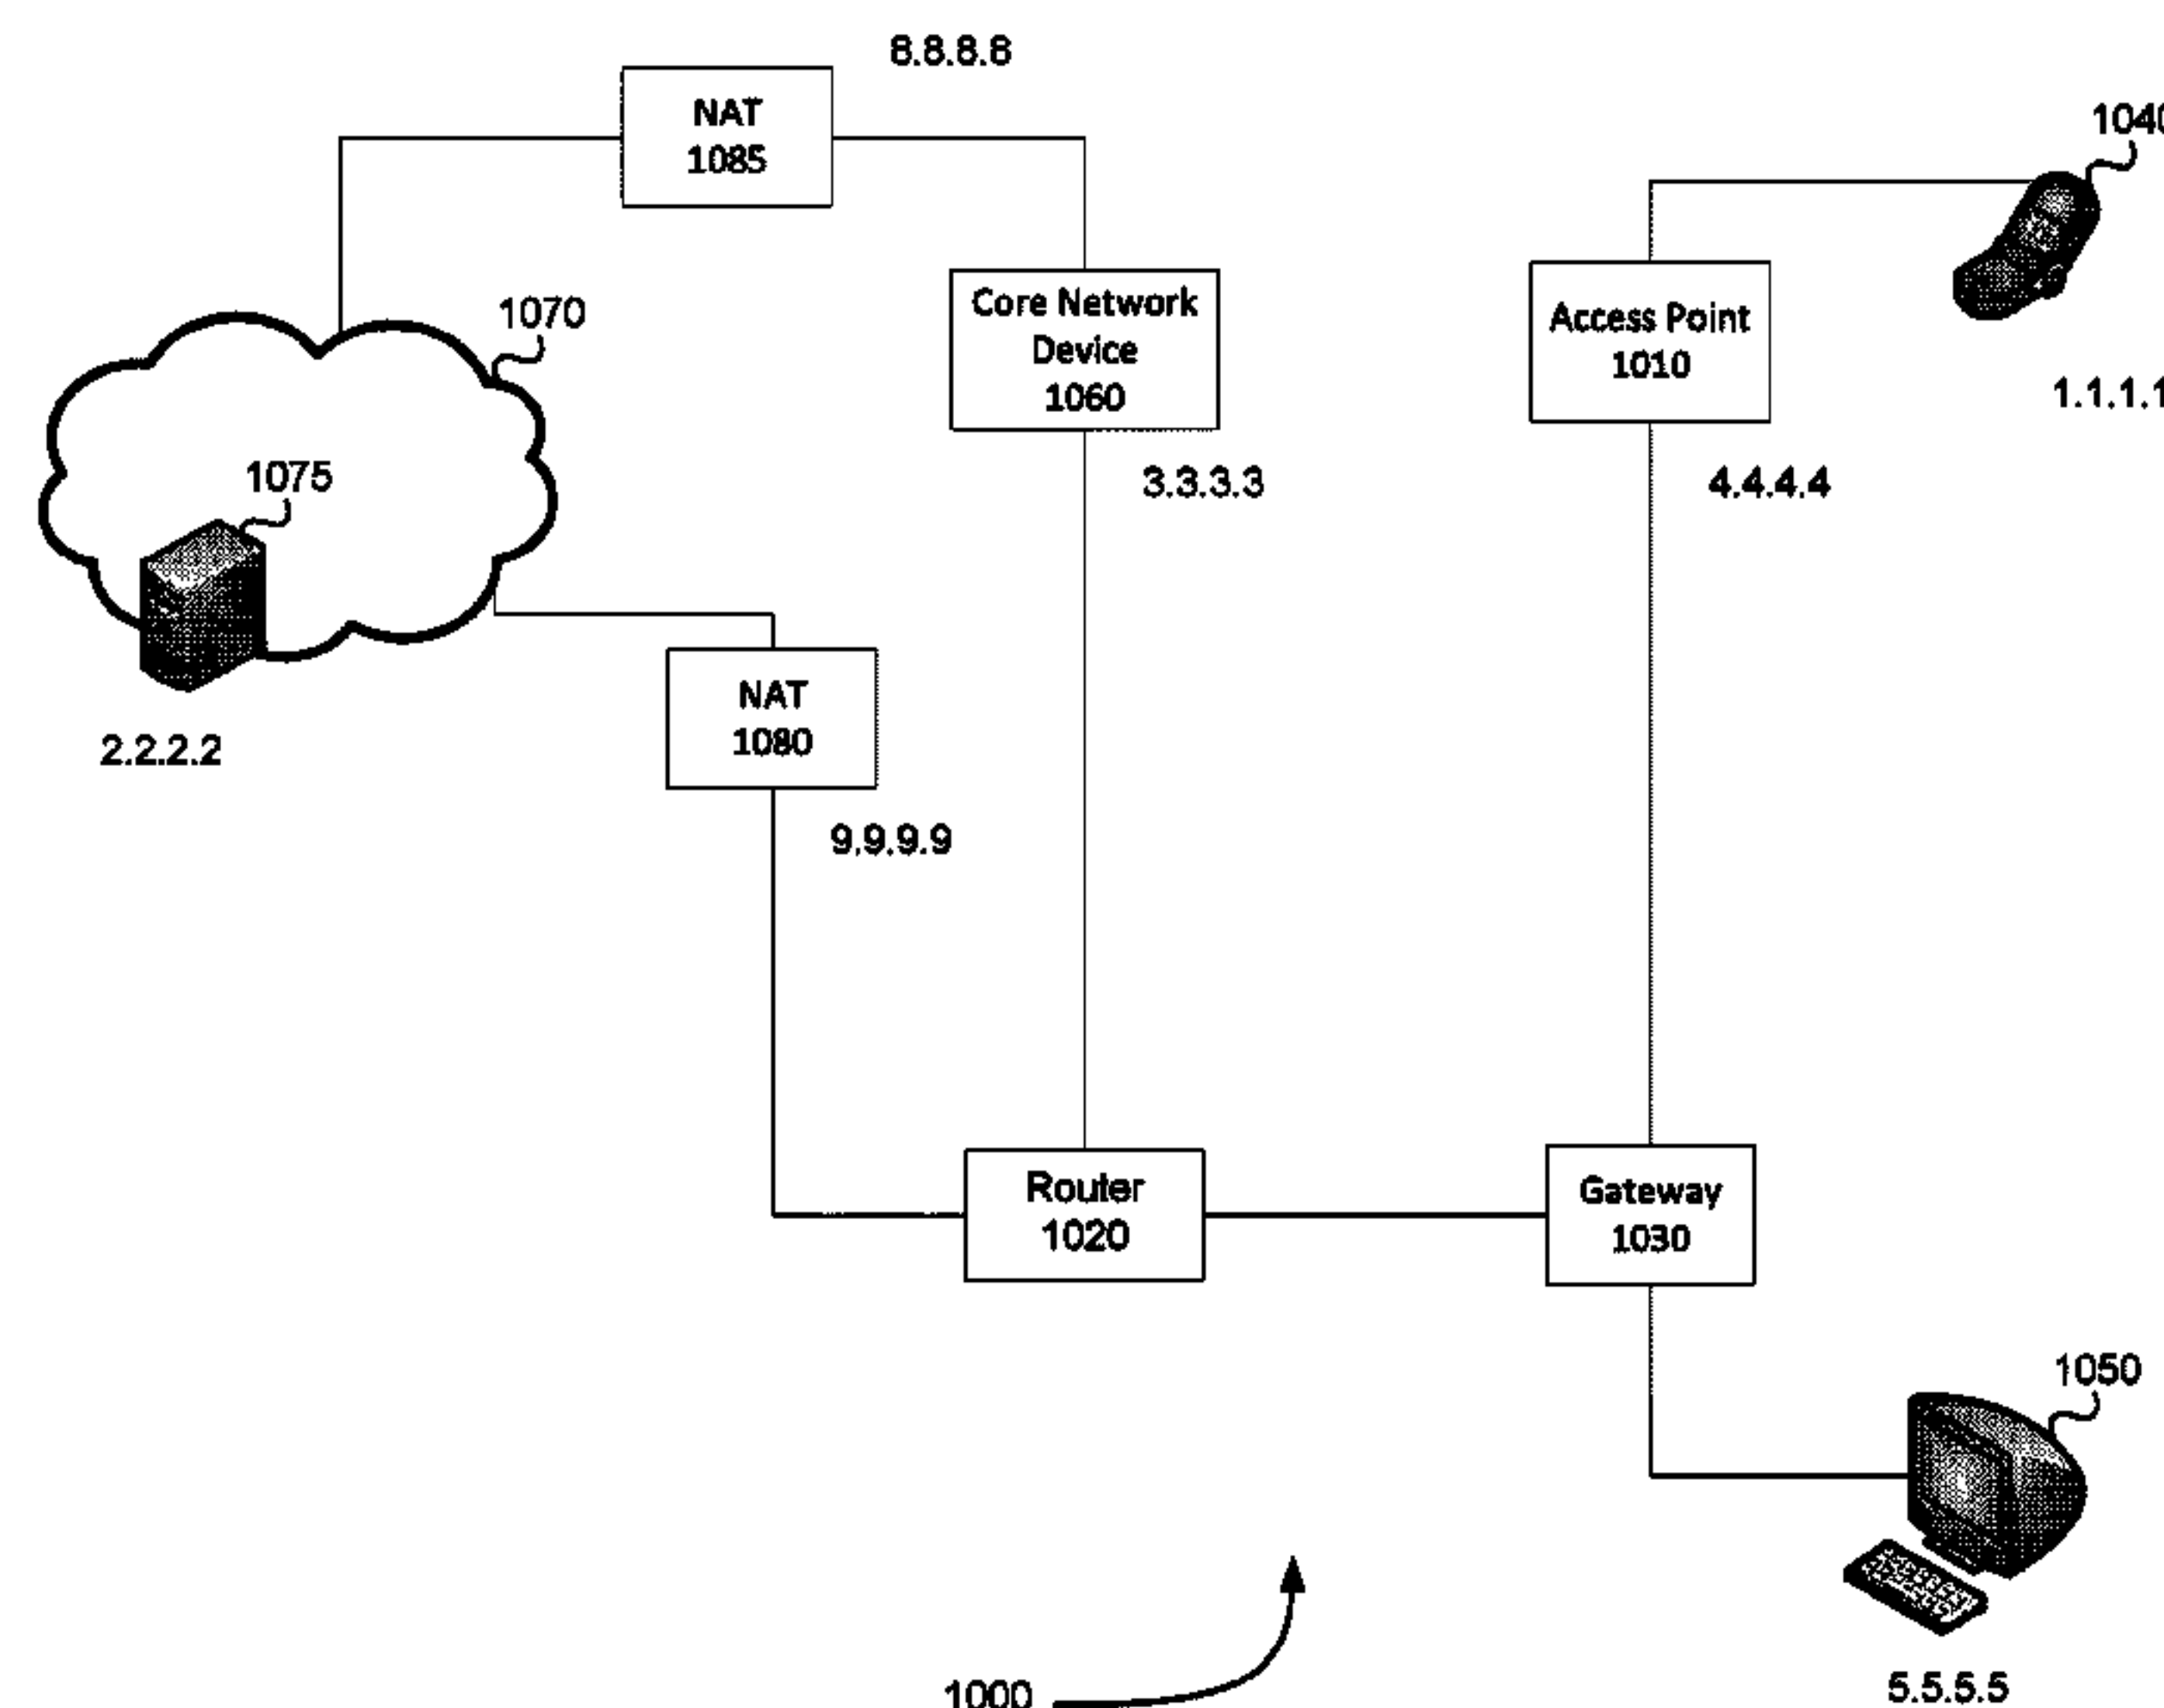 8.8.8.8
NAT
1085
1040
1070
Core Network
Device
1060
Access Point
1010
1.1.1.1
1075
3.3.3.3
4.4.4.4
NAT
1080
2.2.2.2
9.9.9.9
Router
1020
Gateway
1030
1050
1000
5.5.5.5